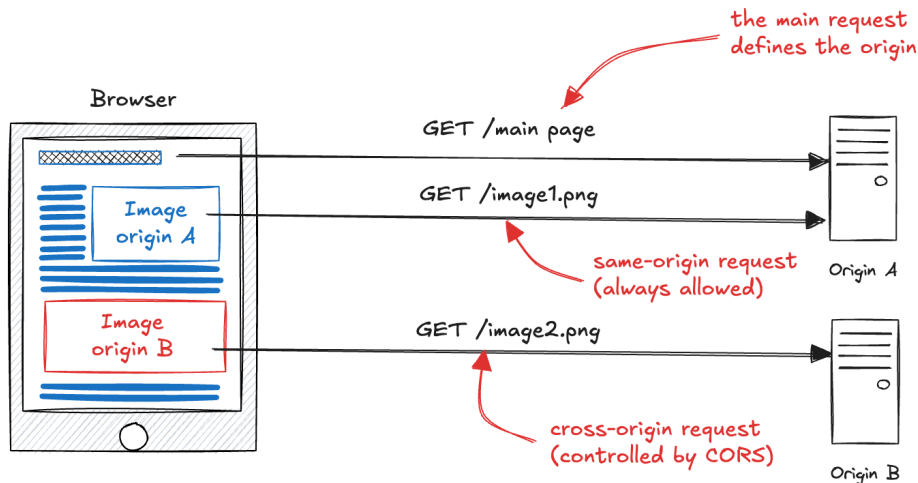 the main request
defines the origin
Browser
GET /main page
GET /image1.png
Image
origin A
same-origin request
(always allowed)
Origin A
GET /image2.png
Image
origin B
cross-origin request
(controlled by CORS)
Origin B